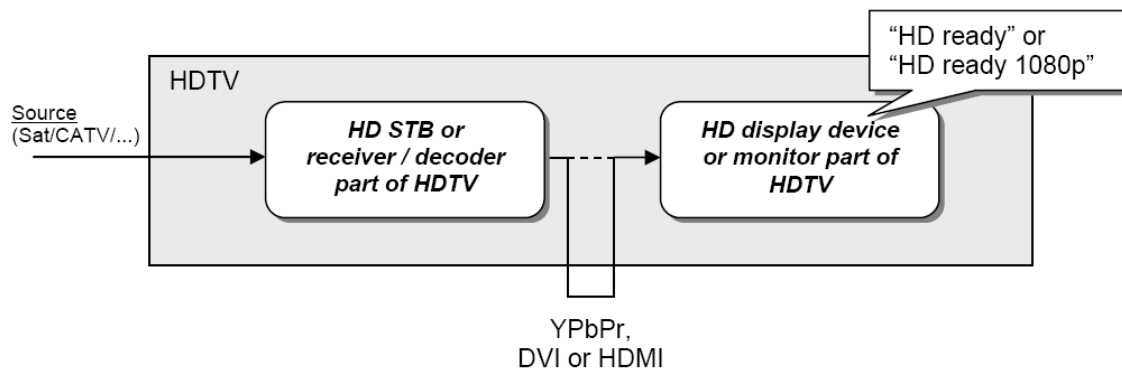 “HD ready” or
“HD ready 1080p”
HDTV
Source
(Sat/CATV/...)
HD STB or
receiver / decoder
part of HDTV
HD display device
or monitor part of
HDTV
YPbPr,
DVI or HDMI